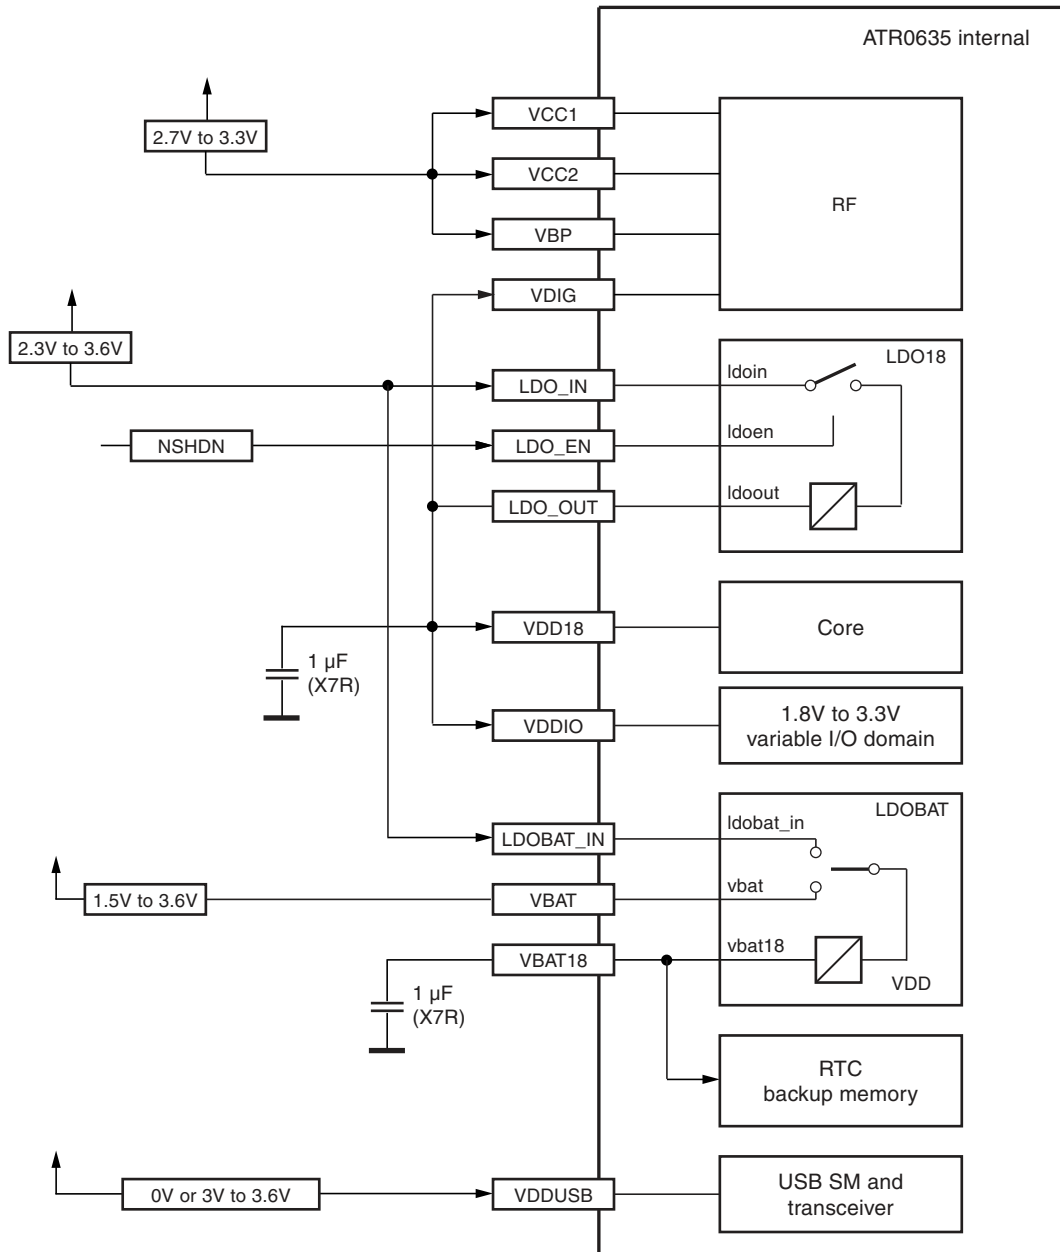 ATR0635 internal
VCC1
2.7V to 3.3V
VCC2
RF
VBP
VDIG
2.3V to 3.6V
LDO18
ldoin
LDO_IN
ldoen
NSHDN
LDO_EN
ldoout
LDO_OUT
VDD18
Core
1 µF
(X7R)
VDDIO
1.8V to 3.3V
variable I/O domain
LDOBAT
ldobat_in
LDOBAT_IN
vbat
1.5V to 3.6V
VBAT
vbat18
VBAT18
VDD
1 µF
(X7R)
RTC
backup memory
0V or 3V to 3.6V
VDDUSB
USB SM and
transceiver